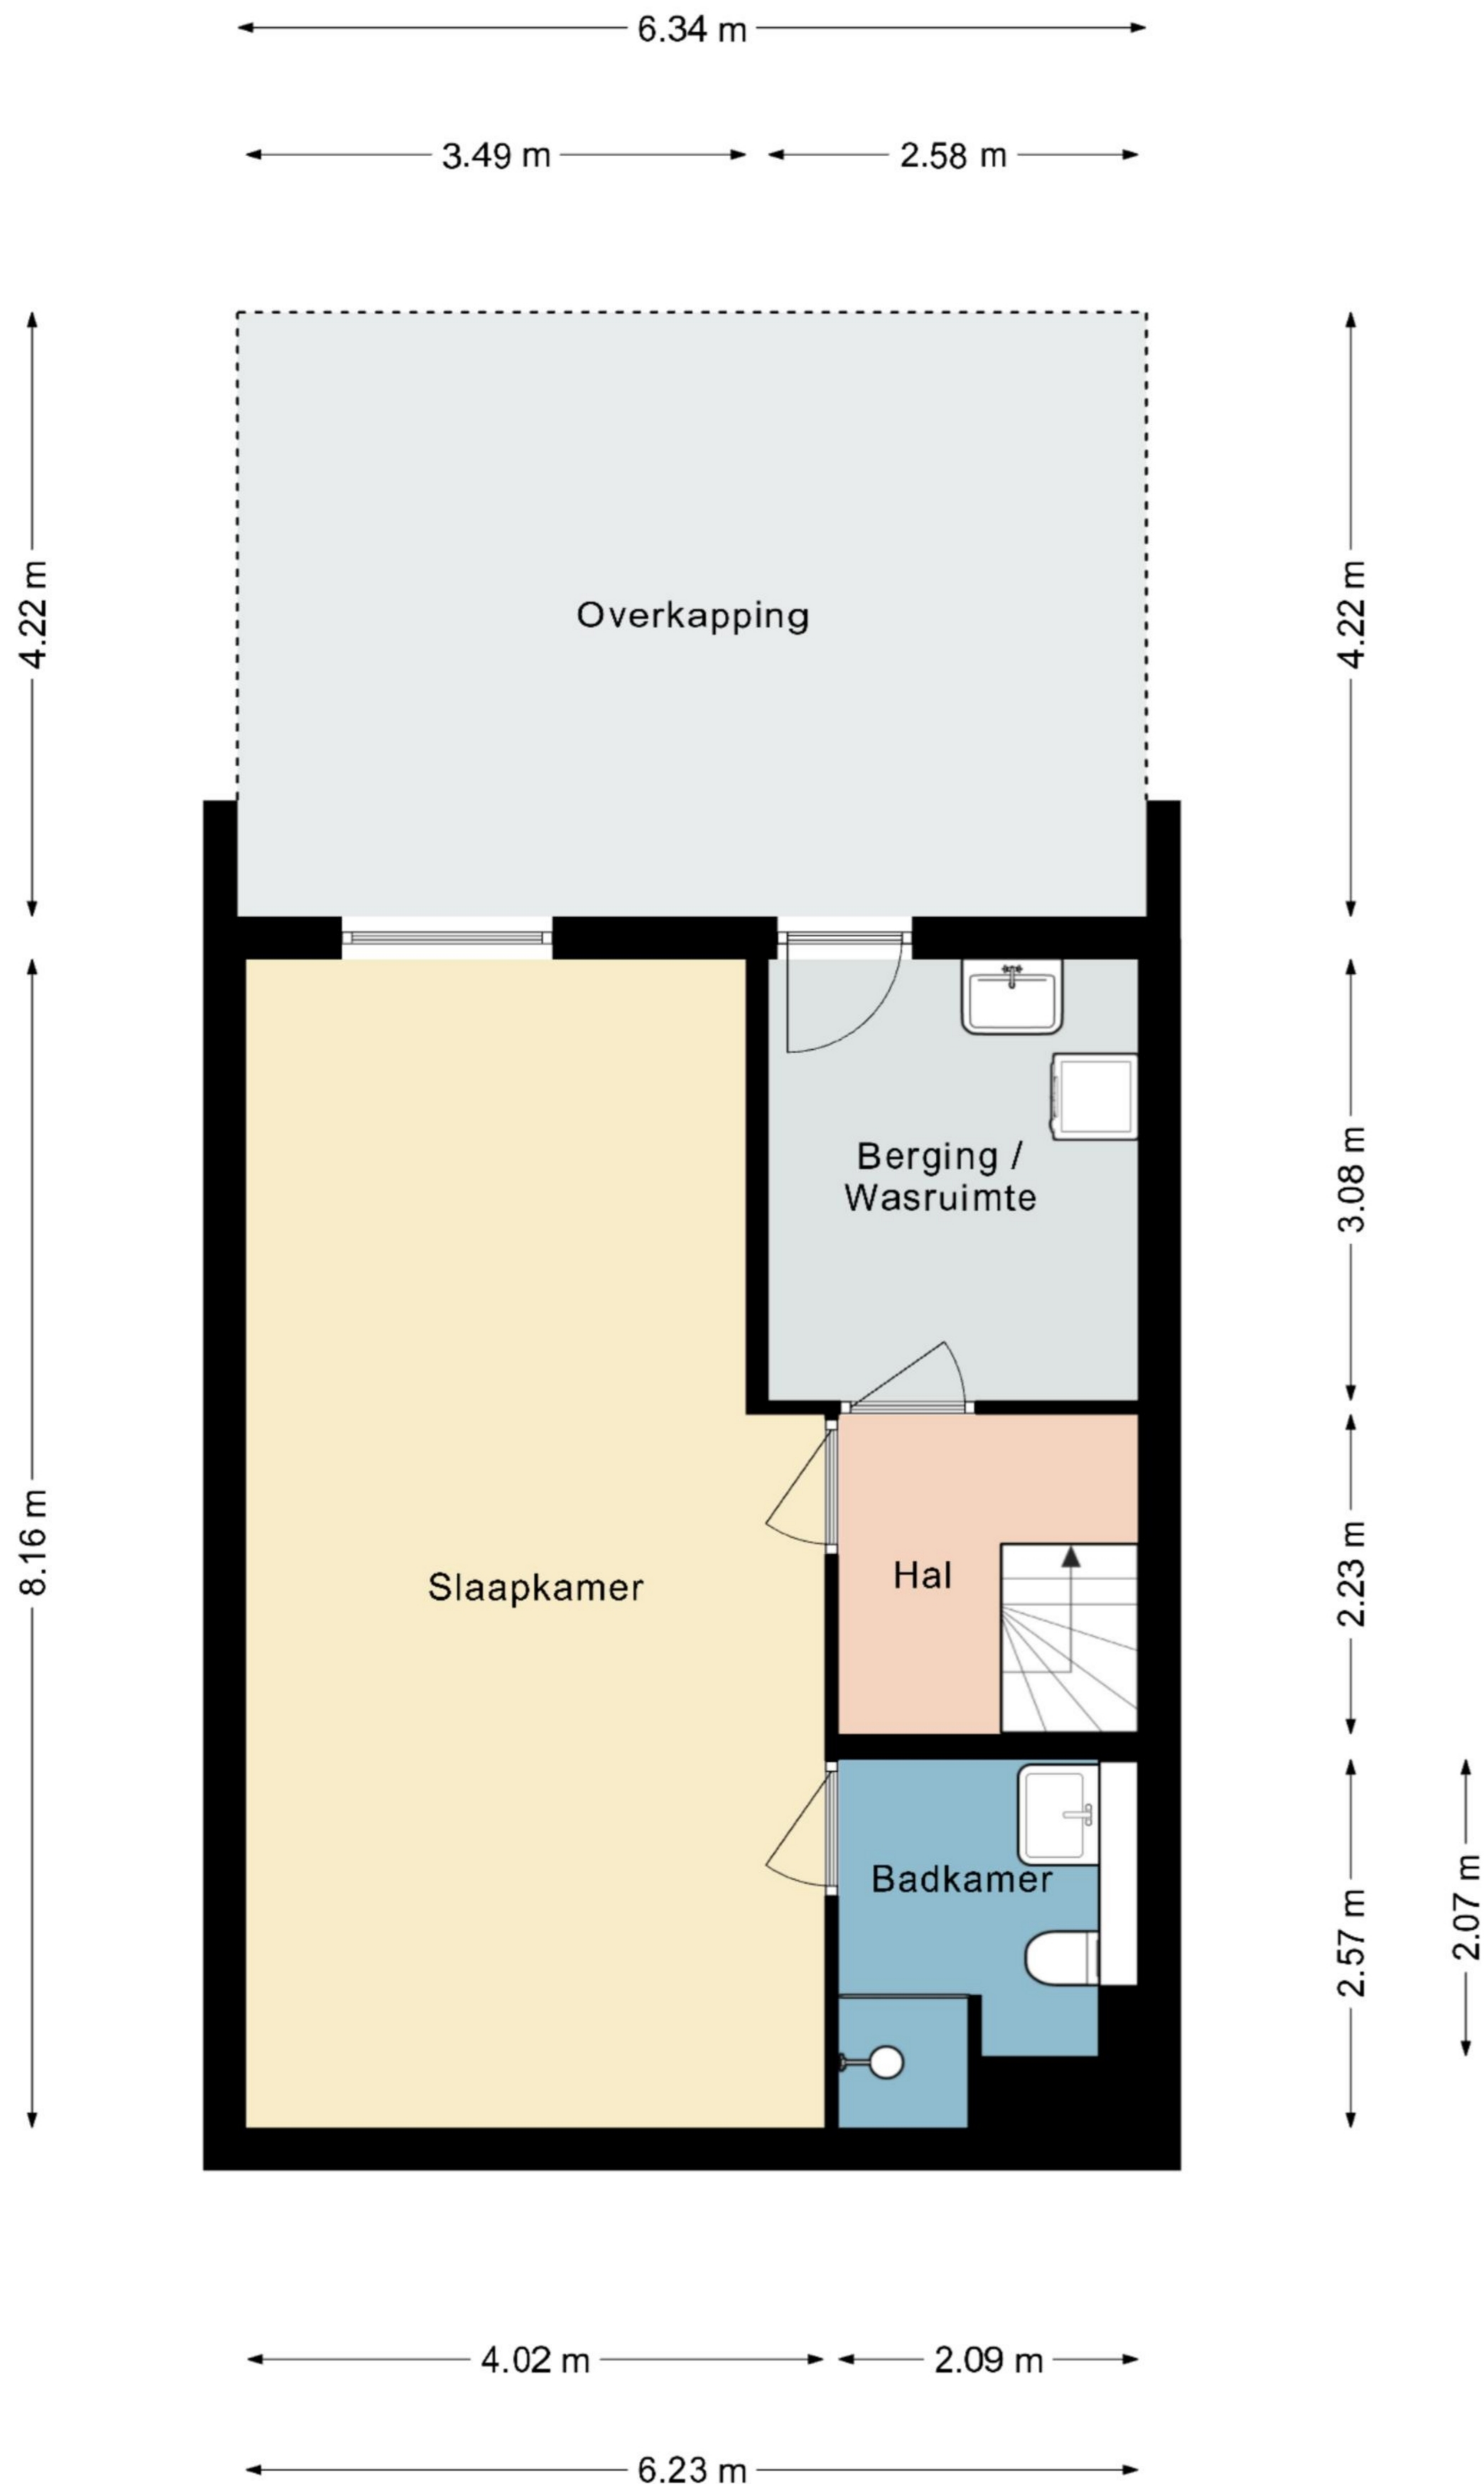 6.34 m
3.49 m
2.58 m
4.22 m
4.22 m
Overkapping
Berging /
Wasruimte
3.08 m
8.16 m
Slaapkamer
Hal
2.23 m
Badkamer
2.57 m
2.07 m
4.02 m
2.09 m
6.23 m